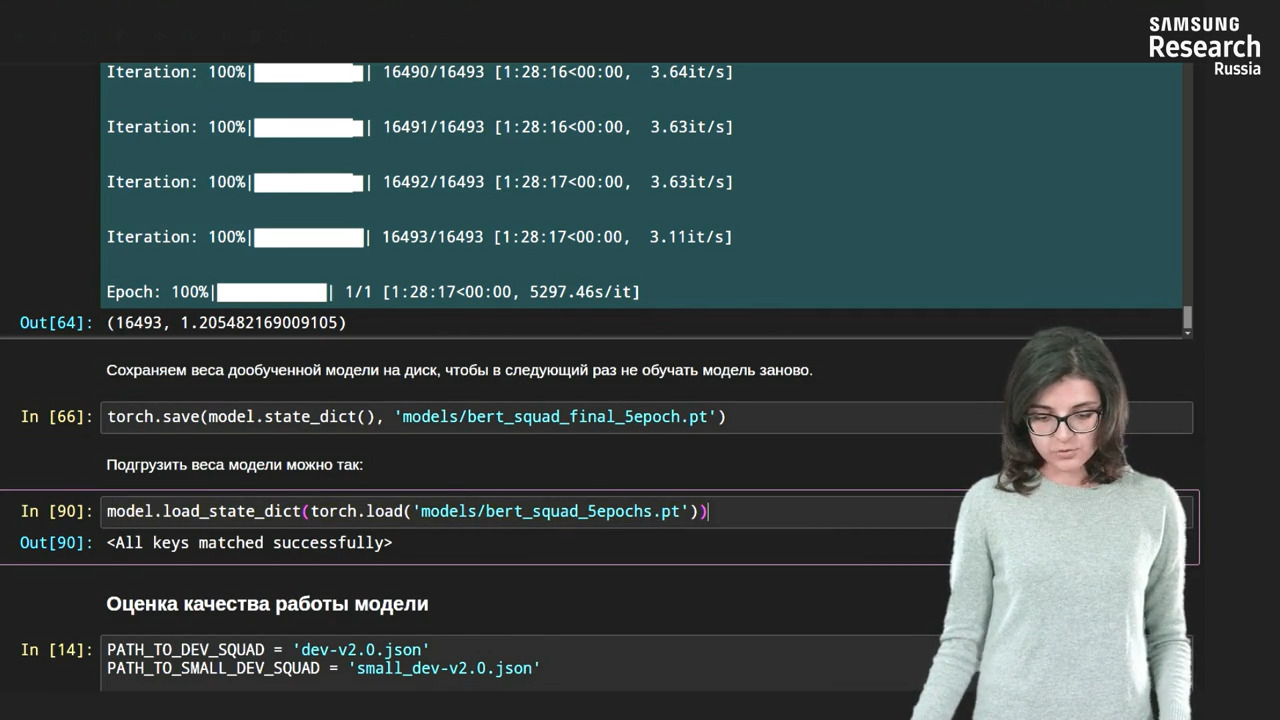 SAMSUNG
Research
Russia
Iteration: 100%| | 16490/16493 [1:28:16<00:00, 3.64it/s]
Iteration: 100%| | 16491/16493 [1:28:16<00:00, 3.63it/s]
Iteration: 100%| | 16492/16493 [1:28:17<00:00, 3.63it/s]
Iteration: 100%| | 16493/16493 [1:28:17<00:00, 3.11it/s]
Epoch: 100%| | 1/1 [1:28:17<00:00, 5297.46s/it]
Out[64]: (16493, 1.205482169009105)
Сохраняем веса дообученной модели на диск, чтобы в следующий раз не обучать модель заново.
In [66]: torch.save(model.state_dict(), 'models/bert_squad_final_5epoch.pt')
Подгрузить веса модели можно так:
In [90]: model.load_state_dict(torch.load('models/bert_squad_5epochs.pt'))
Out[90]: <All keys matched successfully>
Оценка качества работы модели
In [14]: PATH_TO_DEV_SQUAD = 'dev-v2.0.json'
PATH_TO_SMALL_DEV_SQUAD = 'small_dev-v2.0.json'